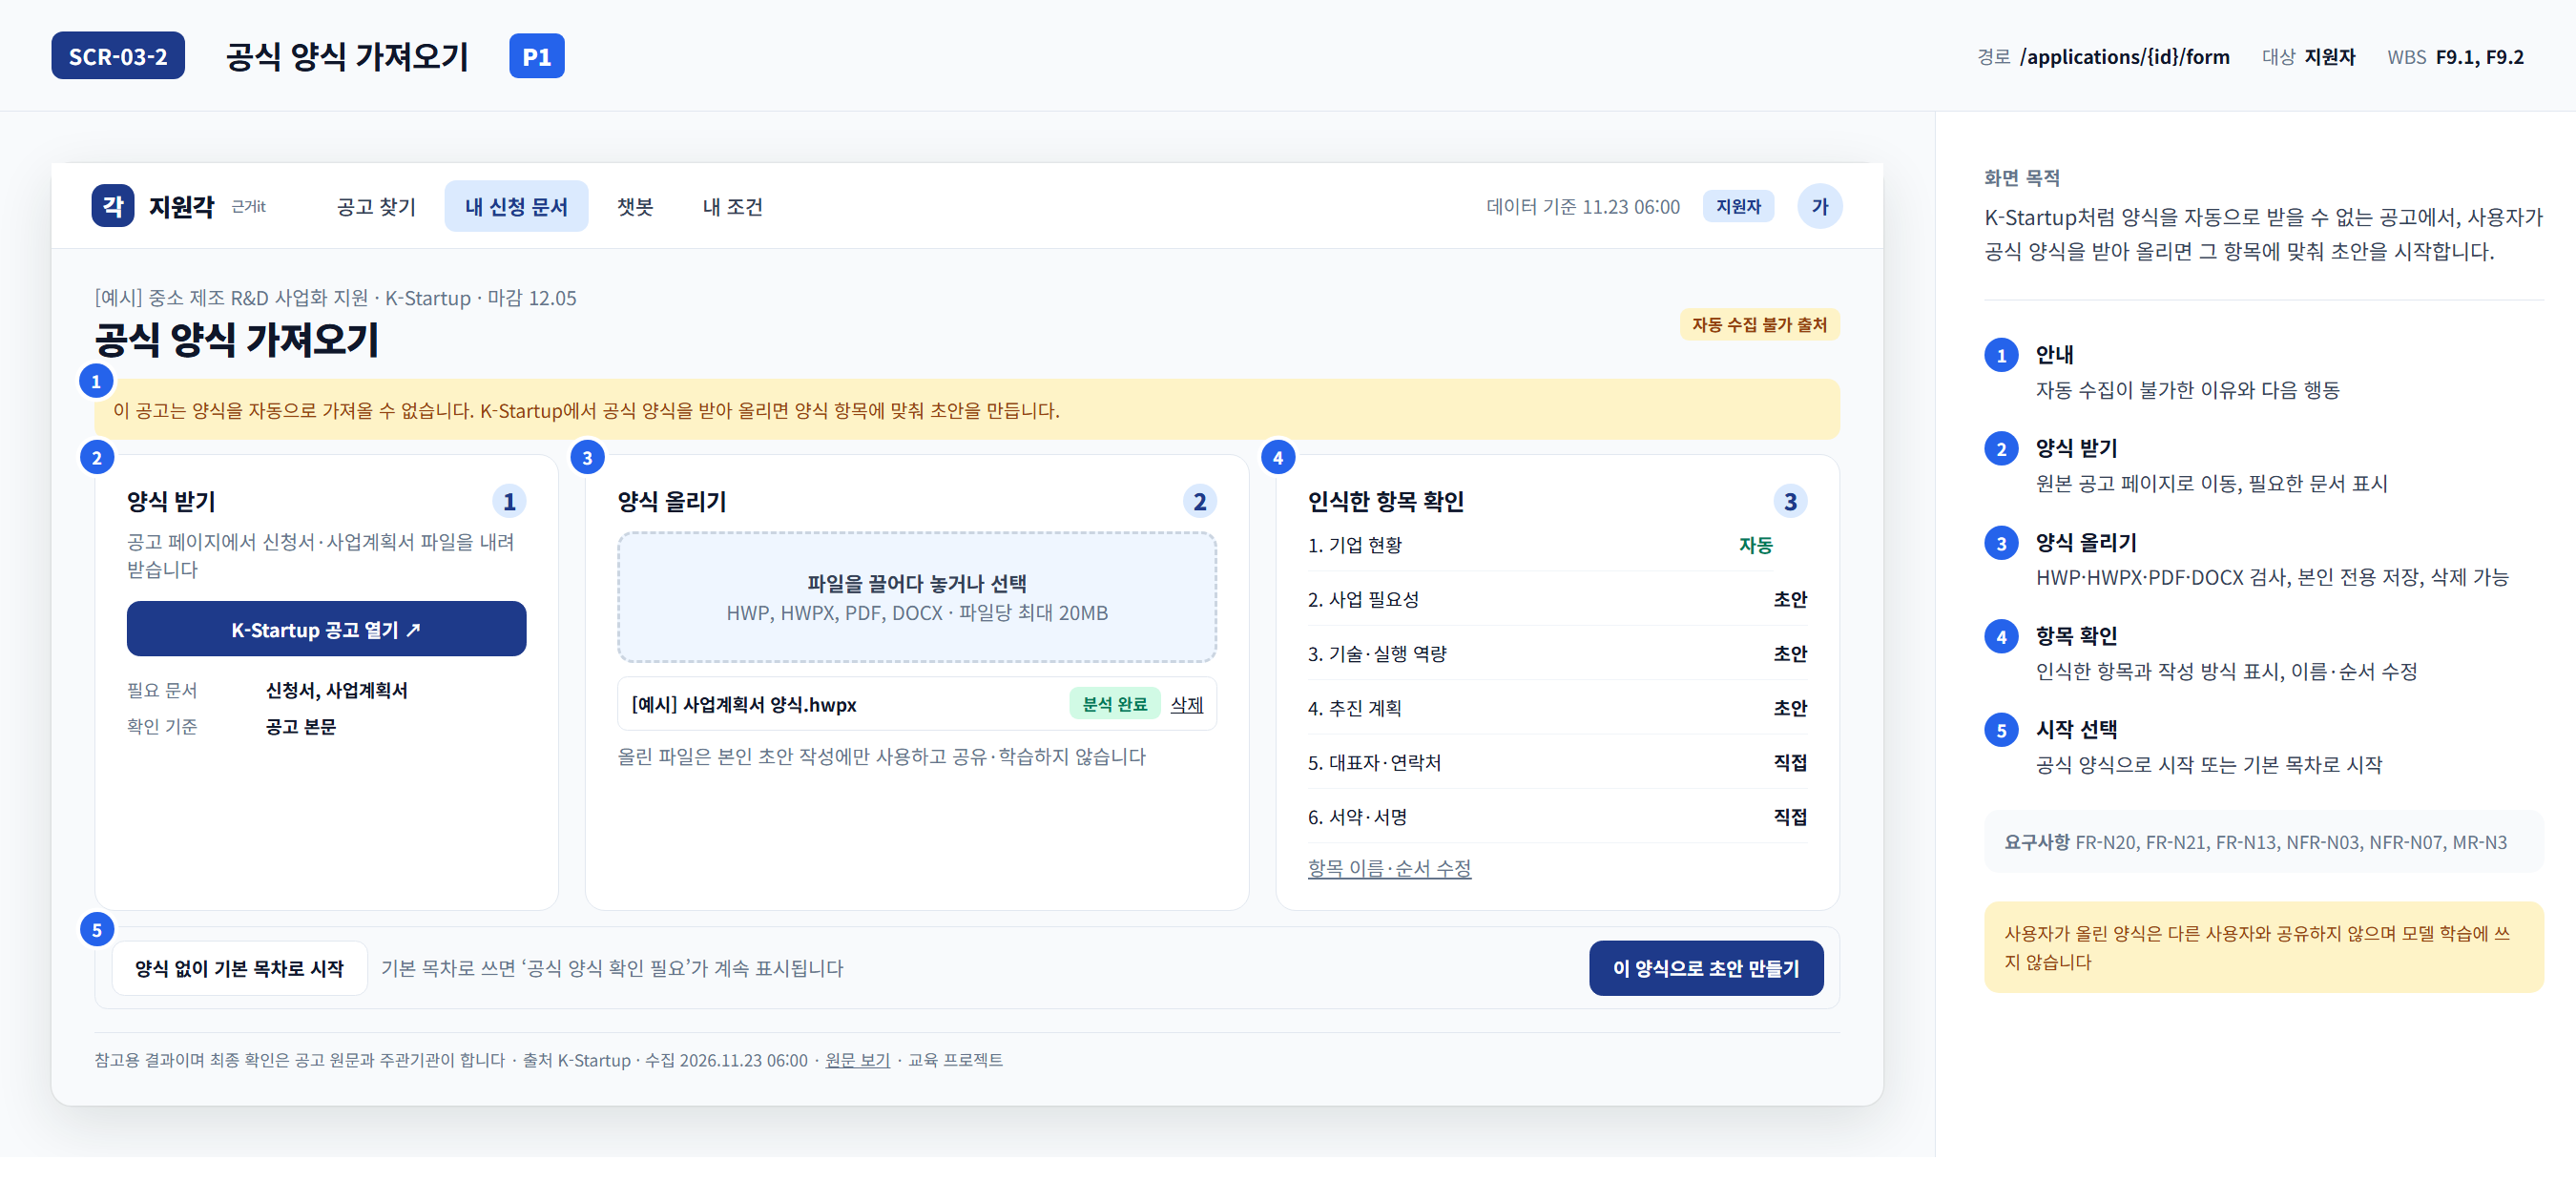 SCR-03-2 공식 양식 가져오기 P1
경로 /applications/{id}/form 대상 지원자 WBS F9.1, F9.2
각 지원각 근거it 공고 찾기 내 신청 문서 챗봇 내 조건 데이터 기준 11.23 06:00 지원자 가
[예시] 중소 제조 R&D 사업화 지원 · K-Startup · 마감 12.05
공식 양식 가져오기
자동 수집 불가 출처
1
이 공고는 양식을 자동으로 가져올 수 없습니다. K-Startup에서 공식 양식을 받아 올리면 양식 항목에 맞춰 초안을 만듭니다.
2
양식 받기 1
공고 페이지에서 신청서·사업계획서 파일을 내려
받습니다
K-Startup 공고 열기 ↗
필요 문서 신청서, 사업계획서
확인 기준 공고 본문
3
양식 올리기 2
파일을 끌어다 놓거나 선택
HWP, HWPX, PDF, DOCX · 파일당 최대 20MB
[예시] 사업계획서 양식.hwpx 분석 완료 삭제
올린 파일은 본인 초안 작성에만 사용하고 공유·학습하지 않습니다
4
인식한 항목 확인 3
1. 기업 현황 자동
2. 사업 필요성 초안
3. 기술·실행 역량 초안
4. 추진 계획 초안
5. 대표자·연락처 직접
6. 서약·서명 직접
항목 이름·순서 수정
5
양식 없이 기본 목차로 시작 기본 목차로 쓰면 ‘공식 양식 확인 필요’가 계속 표시됩니다 이 양식으로 초안 만들기
참고용 결과이며 최종 확인은 공고 원문과 주관기관이 합니다 · 출처 K-Startup · 수집 2026.11.23 06:00 · 원문 보기 · 교육 프로젝트
화면 목적
K-Startup처럼 양식을 자동으로 받을 수 없는 공고에서, 사용자가
공식 양식을 받아 올리면 그 항목에 맞춰 초안을 시작합니다.
1 안내
자동 수집이 불가한 이유와 다음 행동
2 양식 받기
원본 공고 페이지로 이동, 필요한 문서 표시
3 양식 올리기
HWP·HWPX·PDF·DOCX 검사, 본인 전용 저장, 삭제 가능
4 항목 확인
인식한 항목과 작성 방식 표시, 이름·순서 수정
5 시작 선택
공식 양식으로 시작 또는 기본 목차로 시작
요구사항 FR-N20, FR-N21, FR-N13, NFR-N03, NFR-N07, MR-N3
사용자가 올린 양식은 다른 사용자와 공유하지 않으며 모델 학습에 쓰
지 않습니다